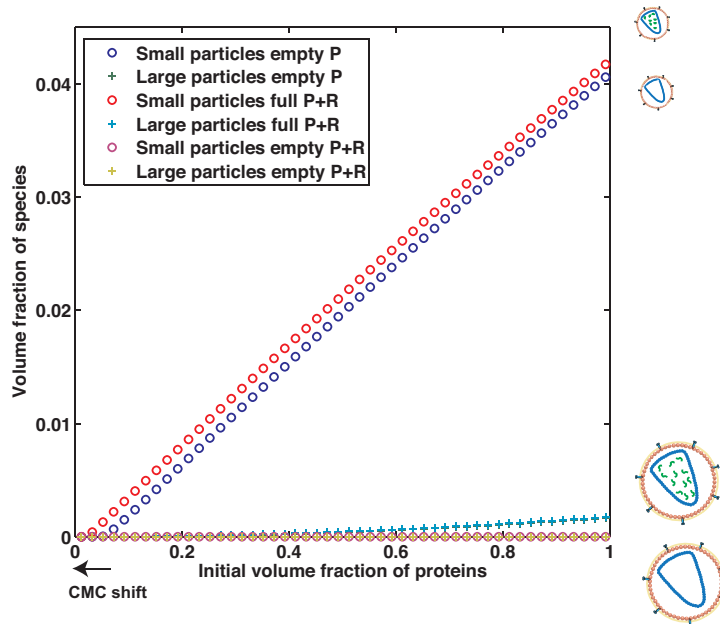 Small particles empty P
Large particles empty P
Small particles full P+R
Large particles full P+R
Small particles empty P+R
Large particles empty P+R
Volume fraction of species
0.04
0.03
0.02
0.01
0
0 0.2 0.4 0.6 0.8 1
Initial volume fraction of proteins
CMC shift